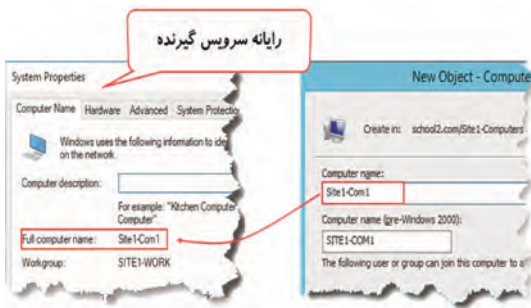 رایانه سرویس گیرنده
System Properties
Computer Name Hardware Advanced System Protection
Windows uses the following information to
on the network.
Computer description:
For example: "Kitchen Computer
Computer".
Full computer name: Site1-Com1
Workgroup: SITE1-WORK
New Object - Compute
Create in: school2.com/Site1-Computers
Computer name:
Site1-Com1
Computer name (pre-Windows 2000):
SITE1-COM1
The following user or group can join this computer to a